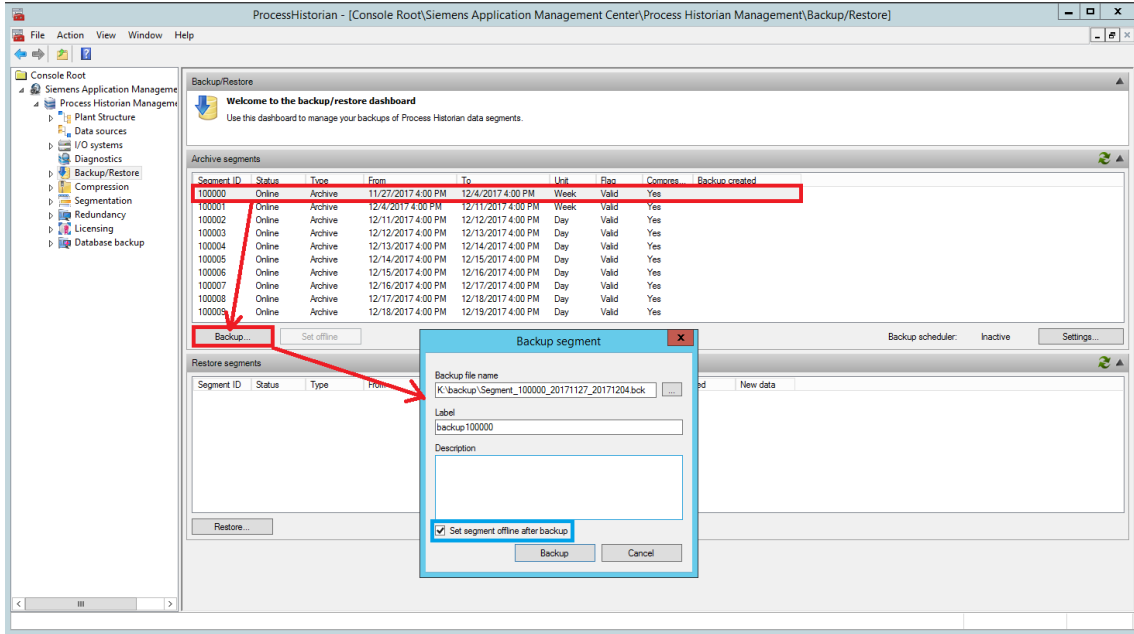 ProcessHistorian - [Console Root\Siemens Application Management Center\Process Historian Management\Backup/Restore]
File Action View Window Help
Console Root
Siemens Application Manageme
Process Historian Manageme
Plant Structure
Data sources
I/O systems
Diagnostics
Backup/Restore
Compression
Segmentation
Redundancy
Licensing
Database backup
Backup/Restore
Welcome to the backup/restore dashboard
Use this dashboard to manage your backups of Process Historian data segments.
Archive segments
Segment ID Status Type From To Unit Flag Compres... Backup created
100000 Online Archive 11/27/2017 4:00 PM 12/4/2017 4:00 PM Week Valid Yes
100001 Online Archive 12/4/2017 4:00 PM 12/11/2017 4:00 PM Week Valid Yes
100002 Online Archive 12/11/2017 4:00 PM 12/12/2017 4:00 PM Day Valid Yes
100003 Online Archive 12/12/2017 4:00 PM 12/13/2017 4:00 PM Day Valid Yes
100004 Online Archive 12/13/2017 4:00 PM 12/14/2017 4:00 PM Day Valid Yes
100005 Online Archive 12/14/2017 4:00 PM 12/15/2017 4:00 PM Day Valid Yes
100006 Online Archive 12/15/2017 4:00 PM 12/16/2017 4:00 PM Day Valid Yes
100007 Online Archive 12/16/2017 4:00 PM 12/17/2017 4:00 PM Day Valid Yes
100008 Online Archive 12/17/2017 4:00 PM 12/18/2017 4:00 PM Day Valid Yes
100009 Online Archive 12/18/2017 4:00 PM 12/19/2017 4:00 PM Day Valid Yes
Backup... Set offline Backup scheduler: Inactive Settings...
Restore segments
Segment ID Status Type From ed New data
Restore...
Backup segment
Backup file name
K:\backup\Segment_100000_20171127_20171204.bck ...
Label
backup100000
Description
Set segment offline after backup
Backup Cancel